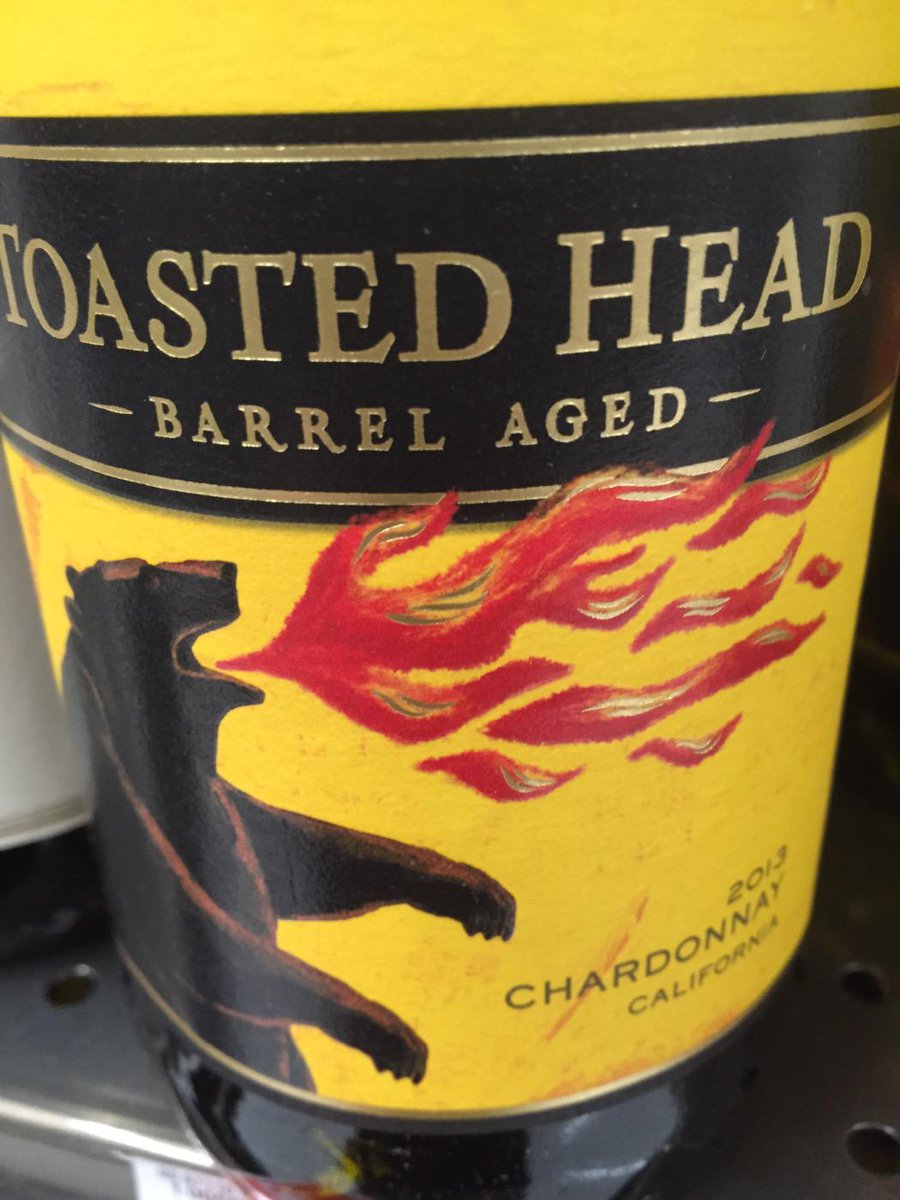 TOASTED HEAD
- BARREL AGED -
2013
CHARDONNAY
CALIFORNIA